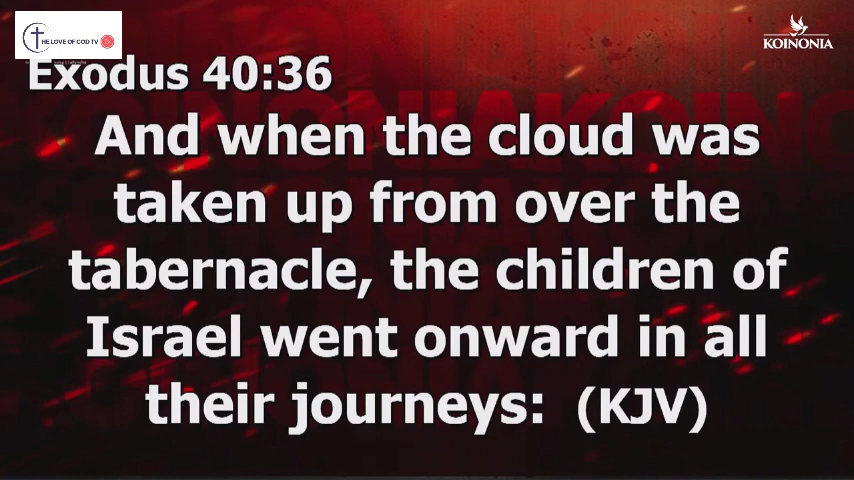 THE LOVE OF GOD TV
KOINONIA
Exodus 40:36
And when the cloud was
taken up from over the
tabernacle, the children of
Israel went onward in all
their journeys: (KJV)